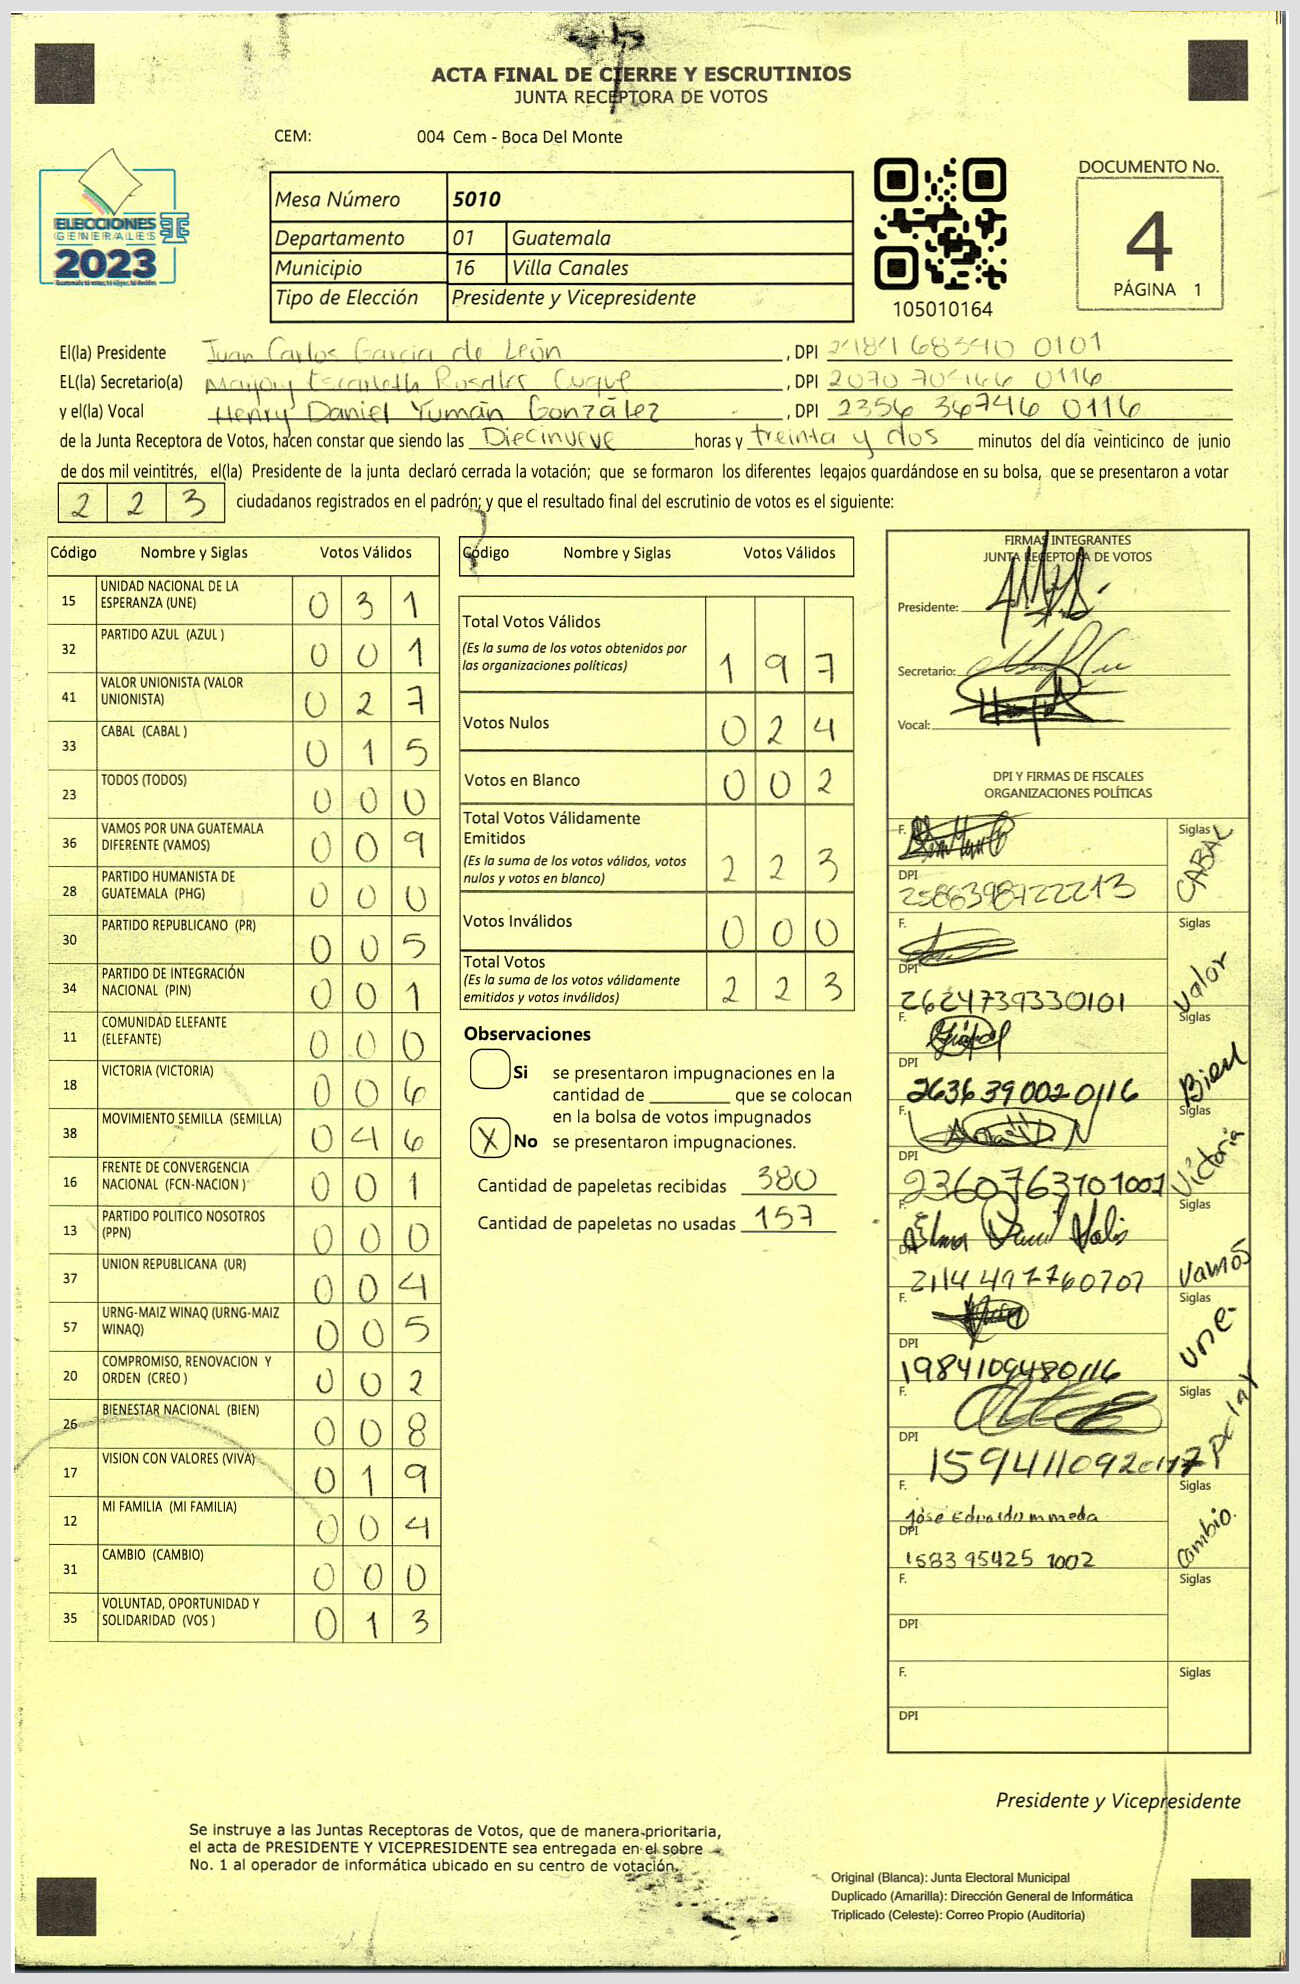 ACTA FINAL DE CIERRE Y ESCRUTINIOS
JUNTA RECEPTORA DE VOTOS
CEM: 004 Cem - Boca Del Monte
ELECCIONES
GENERALES
2023
Mesa Número 5010
Departamento 01 Guatemala
Municipio 16 Villa Canales
Tipo de Elección Presidente y Vicepresidente
105010164
DOCUMENTO No.
4
PÁGINA 1
El(la) Presidente Juan Carlos Garcia de León , DPI 0101
EL(la) Secretario(a) , DPI 0116
y el(la) Vocal Henry Daniel Yumán González , DPI 2356 36746 0116
de la Junta Receptora de Votos, hacen constar que siendo las Diecinueve horas y treinta y dos minutos del día veinticinco de junio
de dos mil veintitrés, el(la) Presidente de la junta declaró cerrada la votación; que se formaron los diferentes legajos quardándose en su bolsa, que se presentaron a votar
2 2 3 ciudadanos registrados en el padrón; y que el resultado final del escrutinio de votos es el siguiente:
Código Nombre y Siglas Votos Válidos
15 UNIDAD NACIONAL DE LA ESPERANZA (UNE) 0 3 1
32 PARTIDO AZUL (AZUL ) 0 0 1
41 VALOR UNIONISTA (VALOR UNIONISTA) 0 2 7
33 CABAL (CABAL ) 0 1 5
23 TODOS (TODOS) 0 0 0
36 VAMOS POR UNA GUATEMALA DIFERENTE (VAMOS) 0 0 9
28 PARTIDO HUMANISTA DE GUATEMALA (PHG) 0 0 0
30 PARTIDO REPUBLICANO (PR) 0 0 5
34 PARTIDO DE INTEGRACIÓN NACIONAL (PIN) 0 0 1
11 COMUNIDAD ELEFANTE (ELEFANTE) 0 0 0
18 VICTORIA (VICTORIA) 0 0 6
38 MOVIMIENTO SEMILLA (SEMILLA) 0 4 6
16 FRENTE DE CONVERGENCIA NACIONAL (FCN-NACION ) 0 0 1
13 PARTIDO POLITICO NOSOTROS (PPN) 0 0 0
37 UNION REPUBLICANA (UR) 0 0 4
57 URNG-MAIZ WINAQ (URNG-MAIZ WINAQ) 0 0 5
20 COMPROMISO, RENOVACION Y ORDEN (CREO ) 0 0 2
26 BIENESTAR NACIONAL (BIEN) 0 0 8
17 VISION CON VALORES (VIVA) 0 1 9
12 MI FAMILIA (MI FAMILIA) 0 0 4
31 CAMBIO (CAMBIO) 0 0 0
35 VOLUNTAD, OPORTUNIDAD Y SOLIDARIDAD (VOS ) 0 1 3
Código Nombre y Siglas Votos Válidos
Total Votos Válidos
(Es la suma de los votos obtenidos por
las organizaciones políticas) 1 9 7
Votos Nulos 0 2 4
Votos en Blanco 0 0 2
Total Votos Válidamente
Emitidos
(Es la suma de los votos válidos, votos
nulos y votos en blanco) 2 2 3
Votos Inválidos 0 0 0
Total Votos
(Es la suma de los votos válidamente
emitidos y votos inválidos) 2 2 3
Observaciones
Si se presentaron impugnaciones en la
cantidad de que se colocan
en la bolsa de votos impugnados
X No se presentaron impugnaciones.
Cantidad de papeletas recibidas 380
Cantidad de papeletas no usadas 157
FIRMAS INTEGRANTES
JUNTA RECEPTORA DE VOTOS
Presidente:
Secretario:
Vocal:
DPI Y FIRMAS DE FISCALES
ORGANIZACIONES POLÍTICAS
F. Siglas CABAL
DPI
F. Siglas Valor
DPI 2624739330101
F. Siglas Bien
DPI 2636390020116
F. Siglas Victoria
DPI
F. Siglas Vamos
DPI 2114 497760707
F. Siglas une-
DPI 1984109480116
F. Siglas
DPI
F. José Eduardo Siglas Cambio.
DPI 1583 95425 1002
F. Siglas
DPI
F. Siglas
DPI
Presidente y Vicepresidente
Se instruye a las Juntas Receptoras de Votos, que de manera prioritaria,
el acta de PRESIDENTE Y VICEPRESIDENTE sea entregada en el sobre
No. 1 al operador de informática ubicado en su centro de votación.
Original (Blanca): Junta Electoral Municipal
Duplicado (Amarilla): Dirección General de Informática
Triplicado (Celeste): Correo Propio (Auditoría)